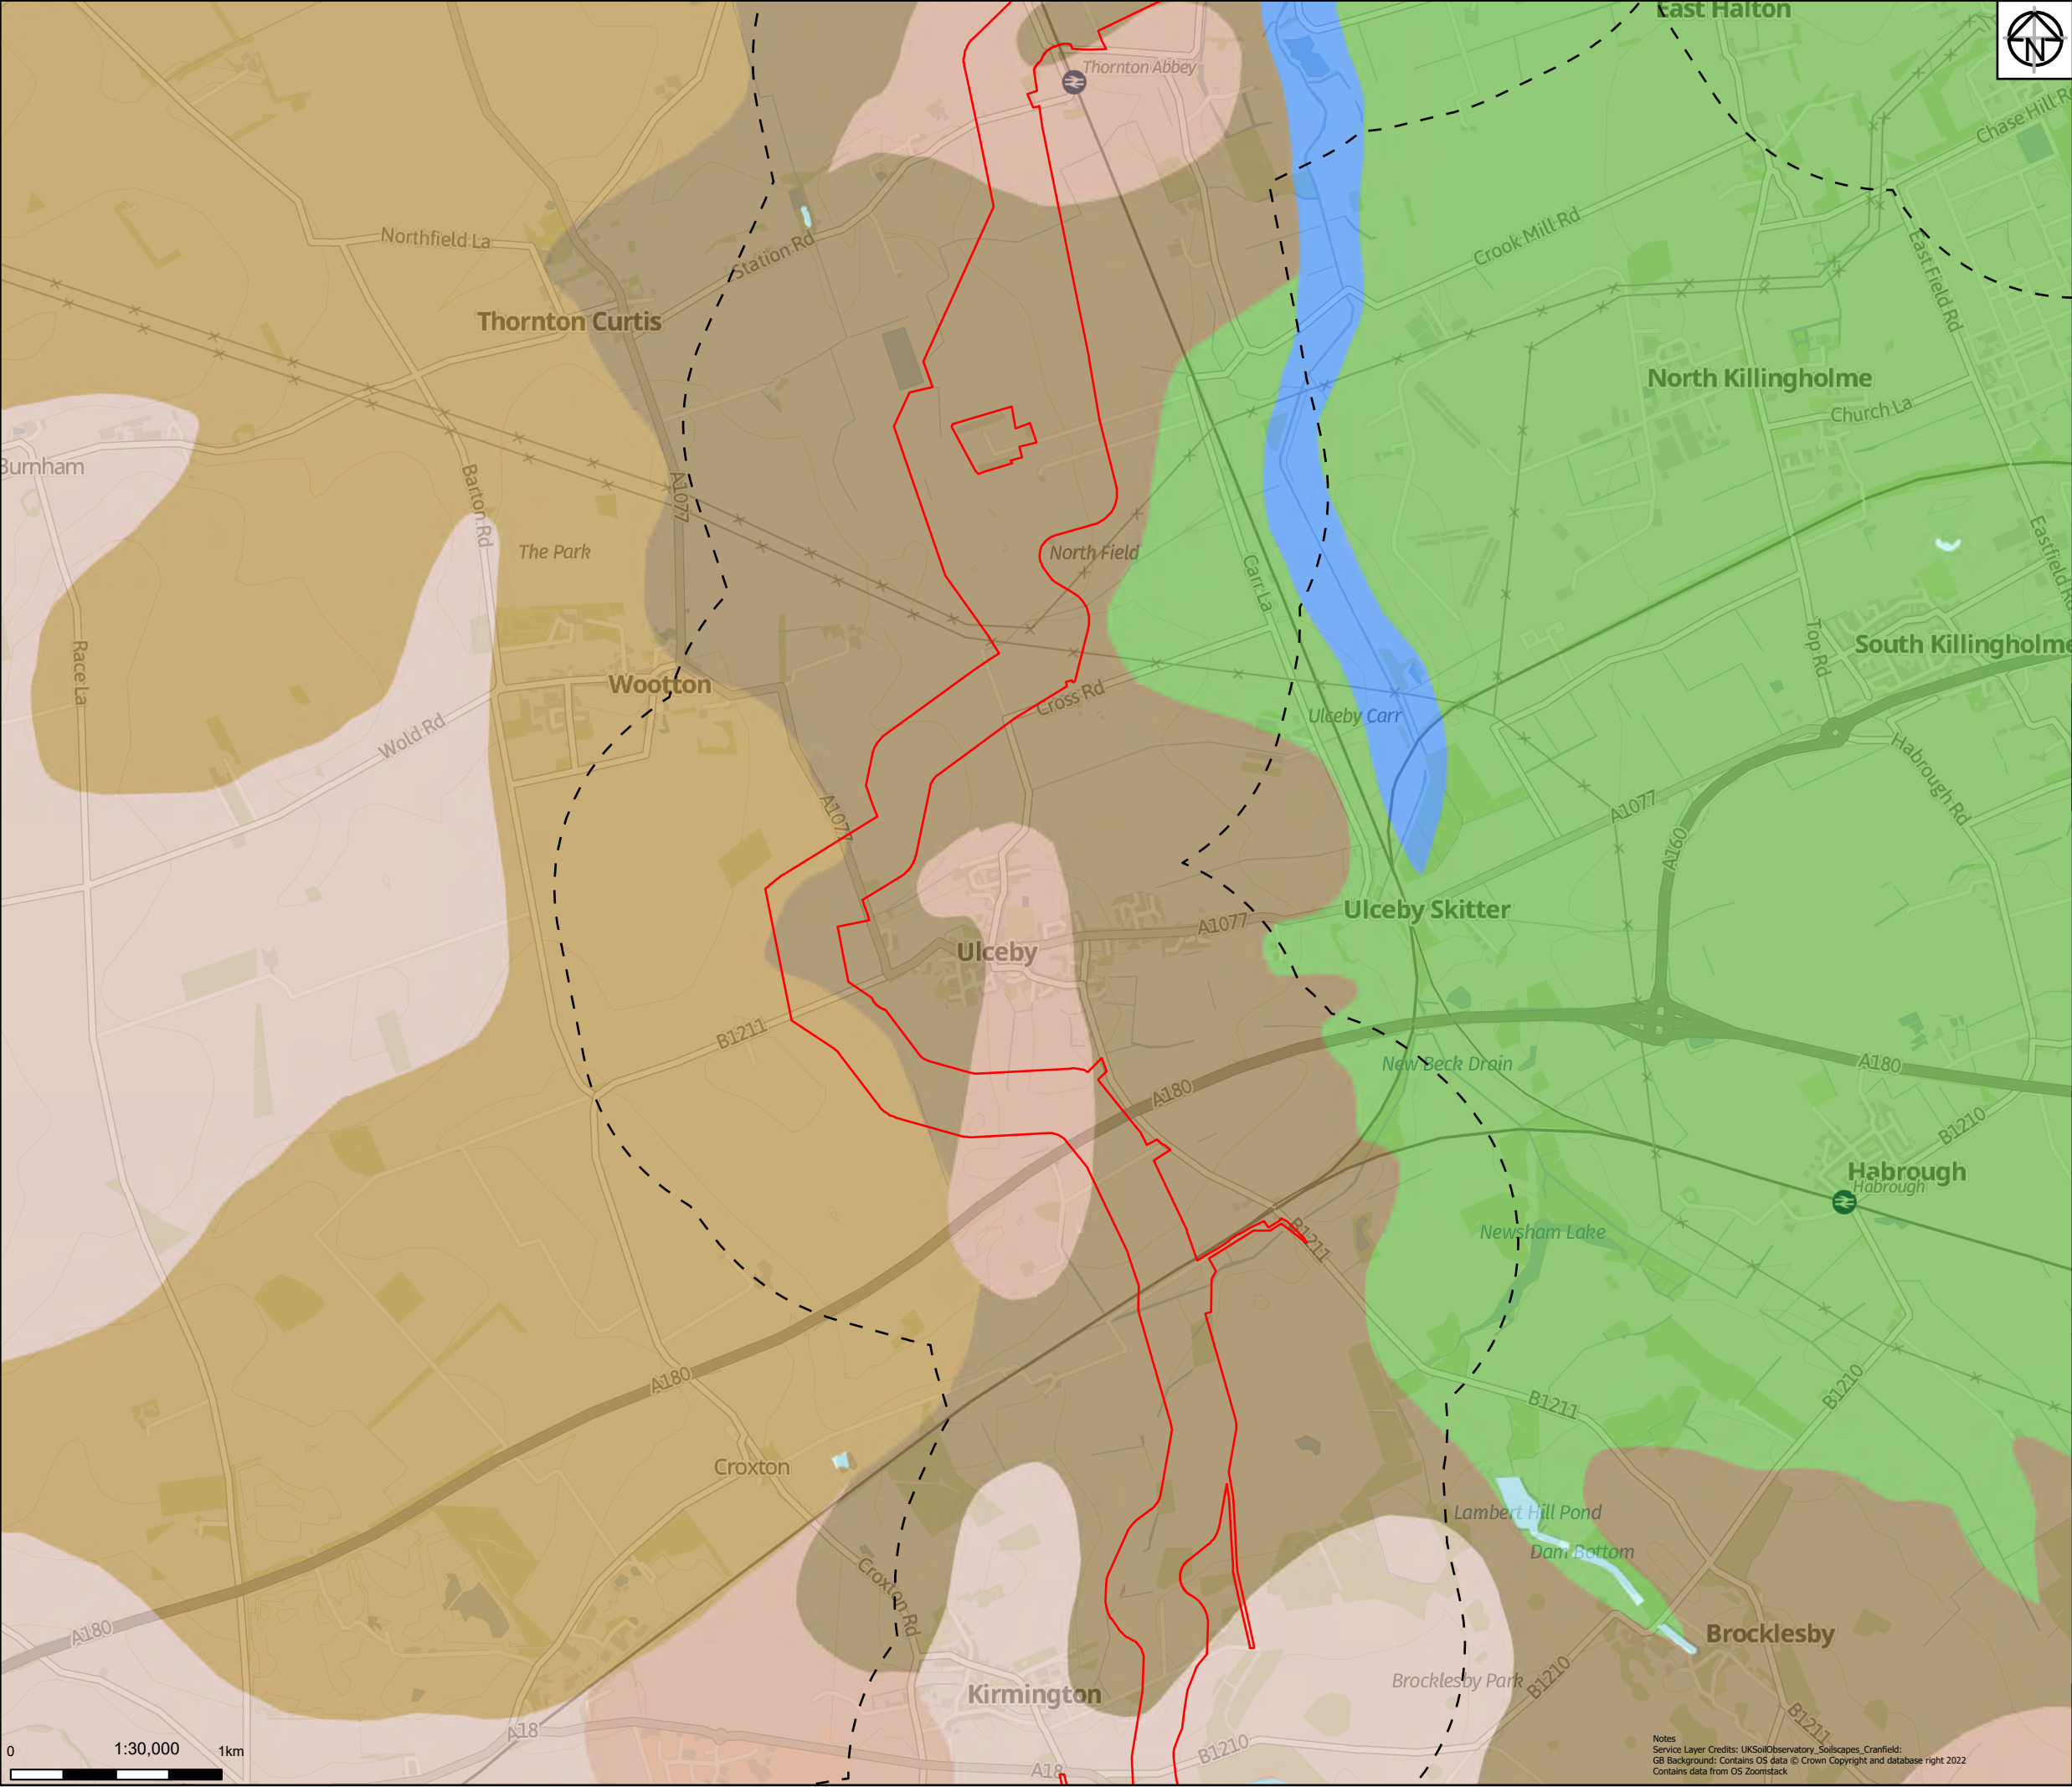 East Halton
N
Thornton Abbey
Chase Hill Rd
Northfield La
Station Rd
Crook Mill Rd
East Field Rd
Thornton Curtis
North Killingholme
Church La
Burnham
Barton Rd
A1077
The Park
North Field
Carr La
Eastfield Rd
Race La
Wootton
Top Rd
South Killingholme
Cross Rd
Ulceby Carr
Wold Rd
Habrough Rd
A1077
A1077
A160
Ulceby Skitter
A1077
Ulceby
B1211
New Beck Drain
A180
A180
B1210
Habrough
Habrough
Newsham Lake
B1211
A180
B1210
B1211
Croxton
Lambert Hill Pond
Dam Bottom
Croxton Rd
A180
Brocklesby
Brocklesby Park
B1210
Kirmington
A18
B1211
B1210
A18
0 1:30,000 1km
Notes
Service Layer Credits: UKSoilObservatory_Soilscapes_Cranfield:
GB Background: Contains OS data © Crown Copyright and database right 2022
Contains data from OS Zoomstack